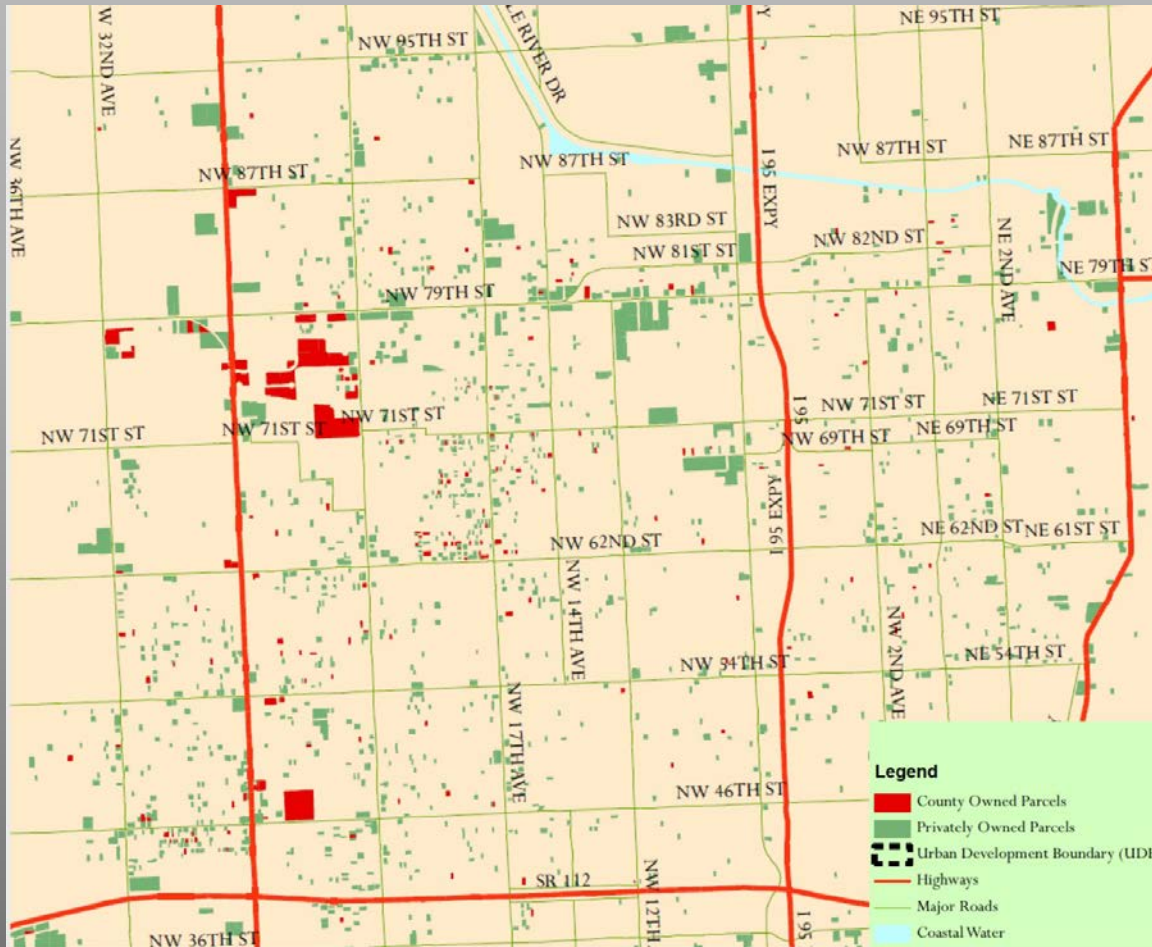 W 32ND AVE
NW 95TH ST
LE RIVER DR
Y
NE 95TH ST
NW 36TH AVE
NW 87TH ST
NW 87TH ST
I 95 EXPY
NW 87TH ST
NE 87TH ST
NW 83RD ST
NW 81ST ST
NW 82ND ST
NE 2ND AVE
NE 79TH ST
NW 79TH ST
NW 71ST ST
NW 71ST ST
NW 71ST ST
I 95
NW 71ST ST
NE 71ST ST
NW 69TH ST
NE 69TH ST
I 95 EXPY
NW 62ND ST
NE 62ND ST
NE 61ST ST
NW 14TH AVE
NW 54TH ST
NW 2ND AVE
NE 54TH ST
NW 17TH AVE
NW 46TH ST
SR 112
NW 12TH
I 95
NW 36TH ST
Legend
County Owned Parcels
Privately Owned Parcels
Urban Development Boundary (UDB
Highways
Major Roads
Coastal Water